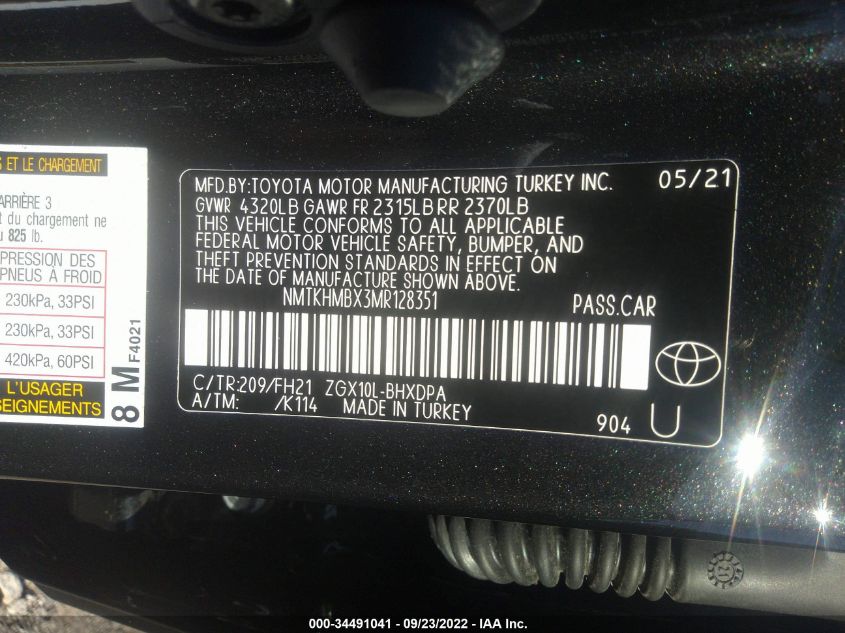 S ET LE CHARGEMENT
ARRIÈRE 3
t du chargement ne
u 825 lb.
PRESSION DES
PNEUS À FROID
230kPa, 33PSI
230kPa, 33PSI
420kPa, 60PSI
L'USAGER
SEIGNEMENTS
8 M F4021
MFD.BY:TOYOTA MOTOR MANUFACTURING TURKEY INC. 05/21
GVWR 4320LB GAWR FR 2315LB RR 2370LB
THIS VEHICLE CONFORMS TO ALL APPLICABLE
FEDERAL MOTOR VEHICLE SAFETY, BUMPER, AND
THEFT PREVENTION STANDARDS IN EFFECT ON
THE DATE OF MANUFACTURE SHOWN ABOVE.
NMTKHMBX3MR128351 PASS.CAR
C/TR:209/FH21 ZGX10L-BHXDPA
A/TM: /K114 MADE IN TURKEY
904 U
000-34491041 - 09/23/2022 - IAA Inc.